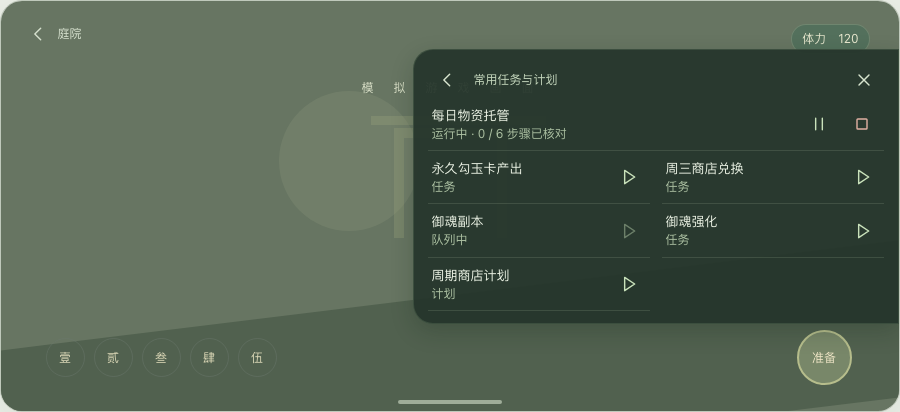 庭院
体力 120
模 拟
常用任务与计划
每日物资托管
运行中 · 0 / 6 步骤已核对
永久勾玉卡产出
任务
周三商店兑换
任务
御魂副本
队列中
御魂强化
任务
周期商店计划
计划
壹 贰 叁 肆 伍
准备